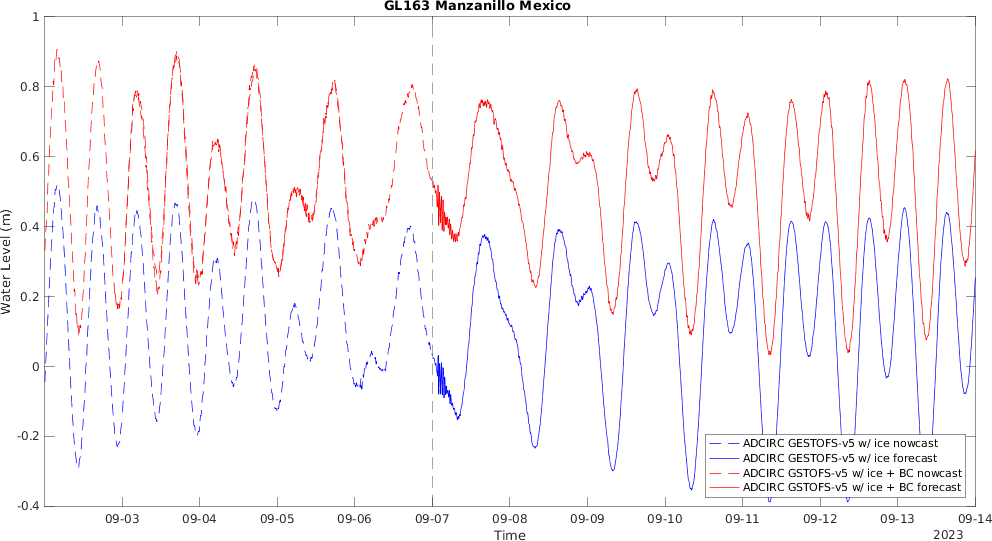 GL163 Manzanillo Mexico
1
0.8
0.6
0.4
0.2
0
-0.2
-0.4
Water Level (m)
ADCIRC GESTOFS-v5 w/ ice nowcast
ADCIRC GESTOFS-v5 w/ ice forecast
ADCIRC GSTOFS-v5 w/ ice + BC nowcast
ADCIRC GSTOFS-v5 w/ ice + BC forecast
09-03 09-04 09-05 09-06 09-07 09-08 09-09 09-10 09-11 09-12 09-13 09-14
Time
2023